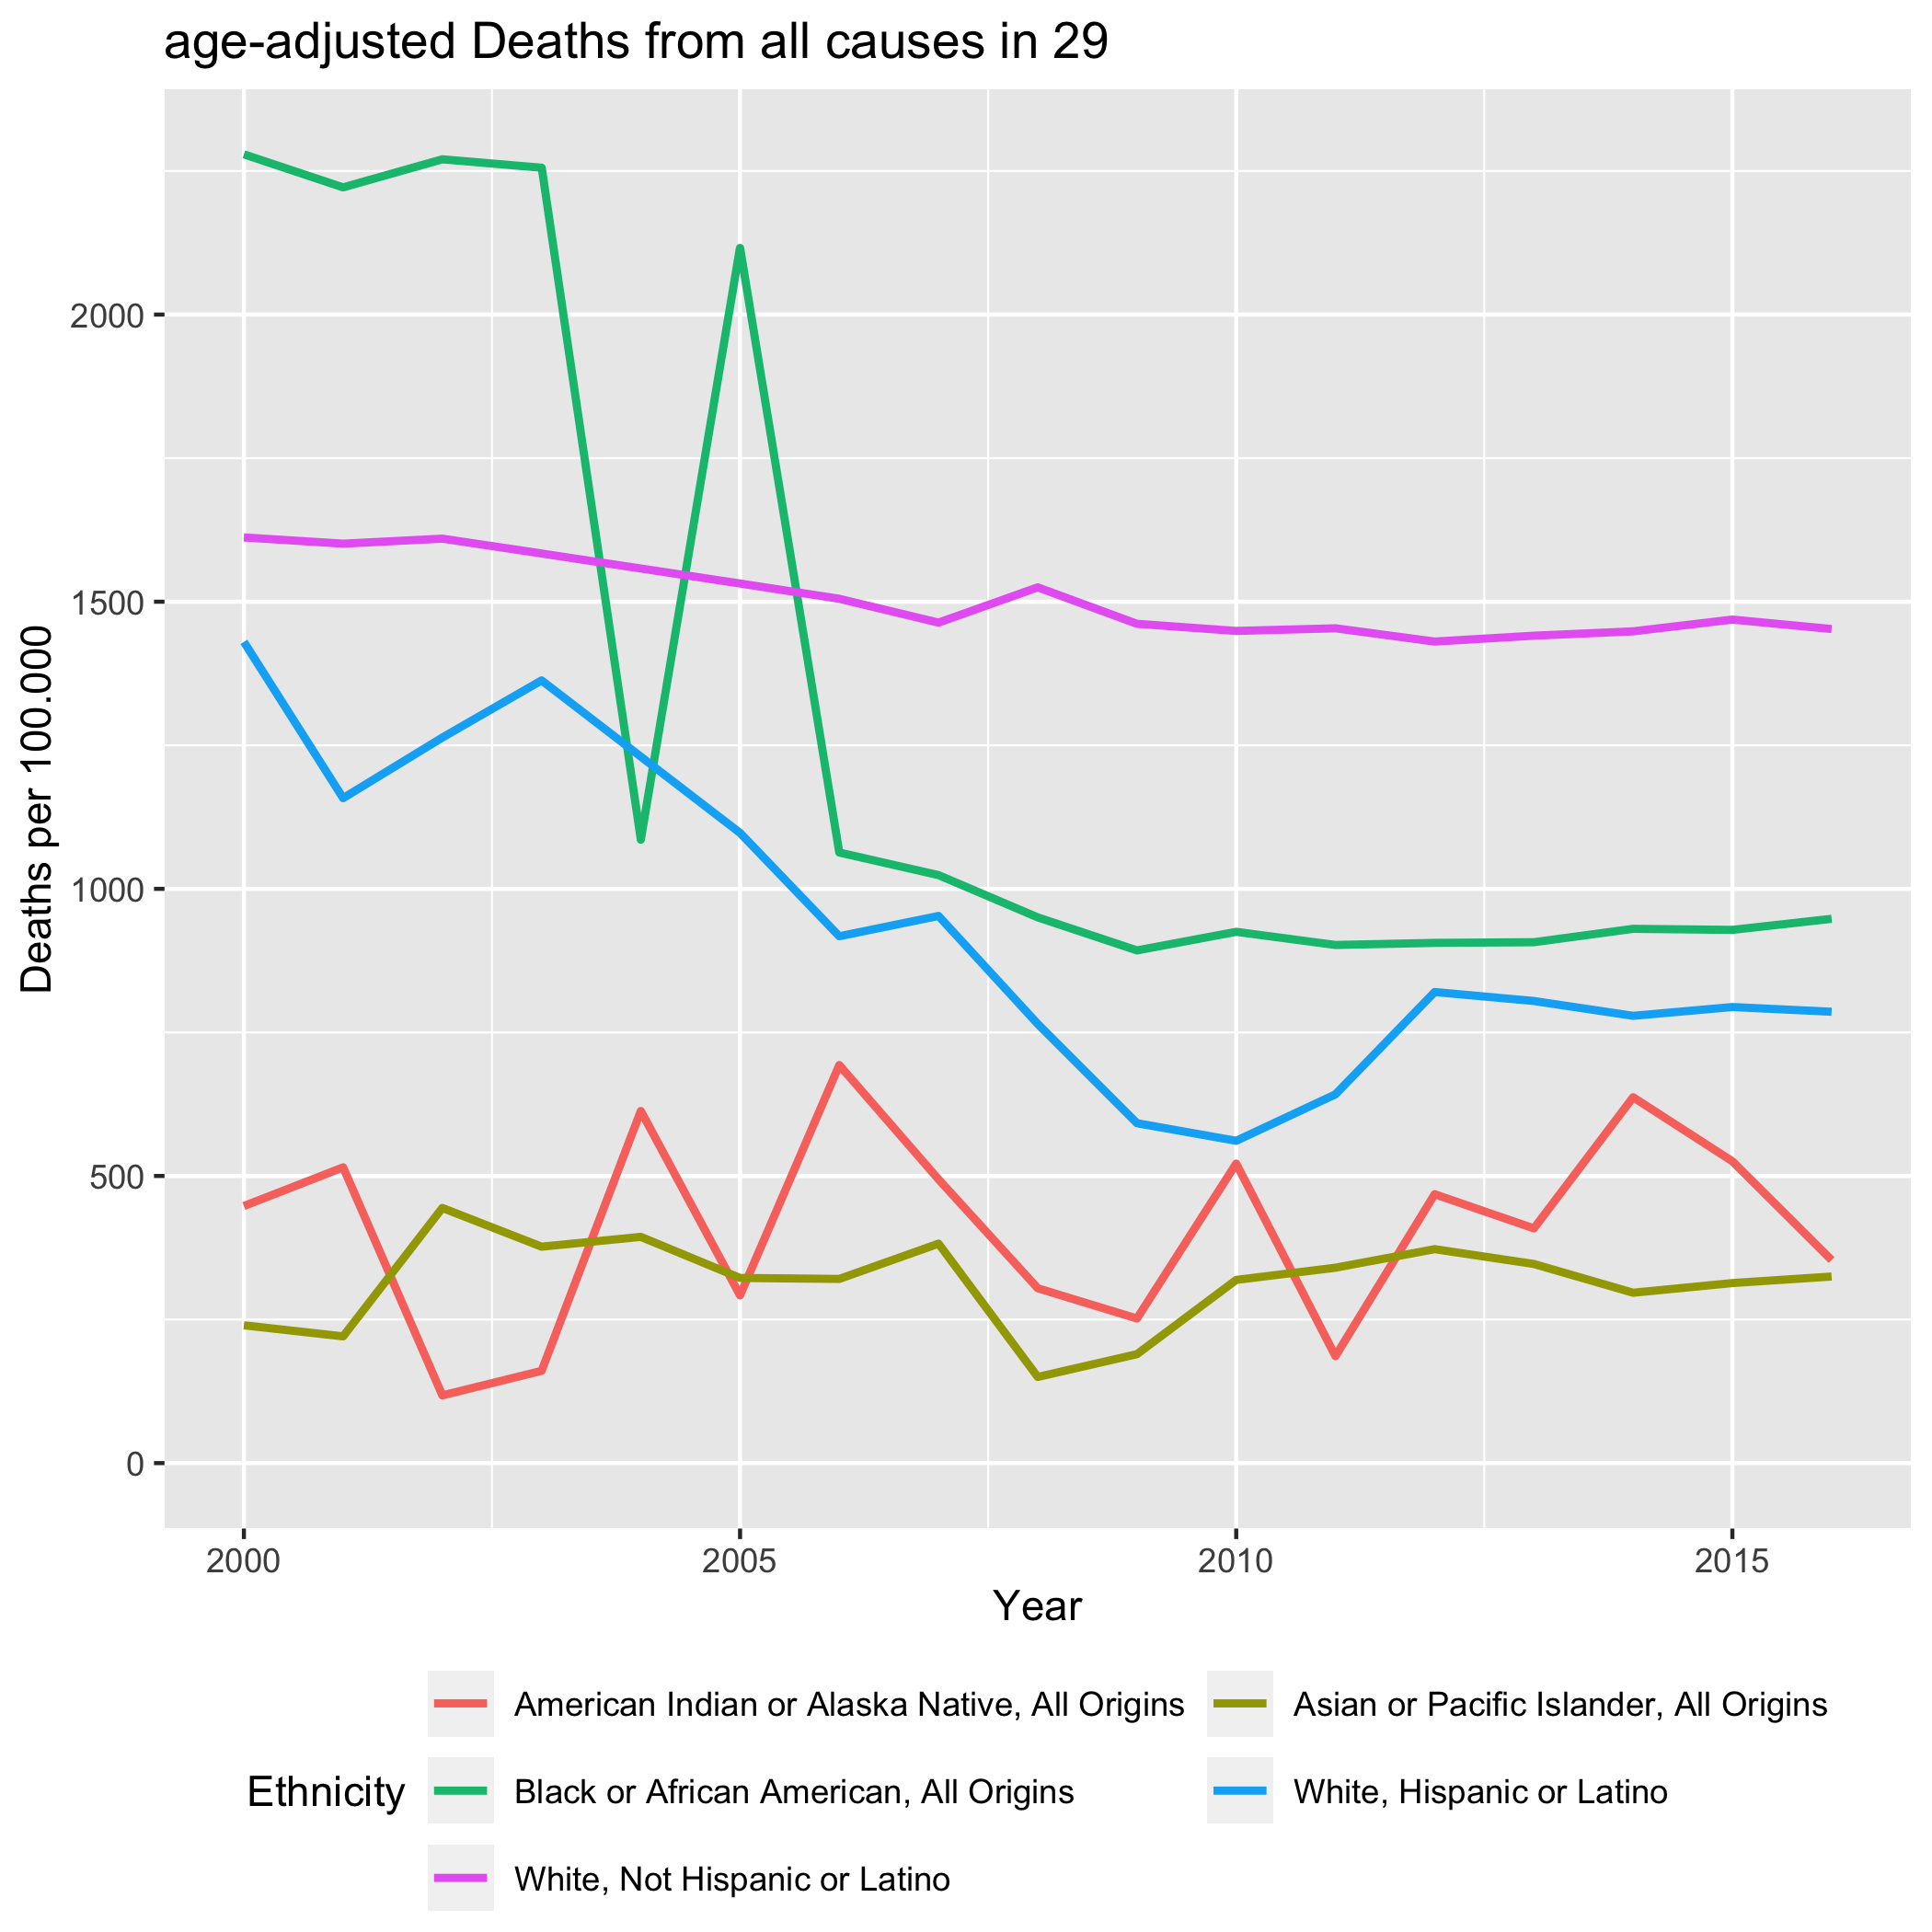 age-adjusted Deaths from all causes in 29
Deaths per 100.000
2000
1500
1000
500
0
2000 2005 2010 2015
Year
Ethnicity
American Indian or Alaska Native, All Origins
Asian or Pacific Islander, All Origins
Black or African American, All Origins
White, Hispanic or Latino
White, Not Hispanic or Latino